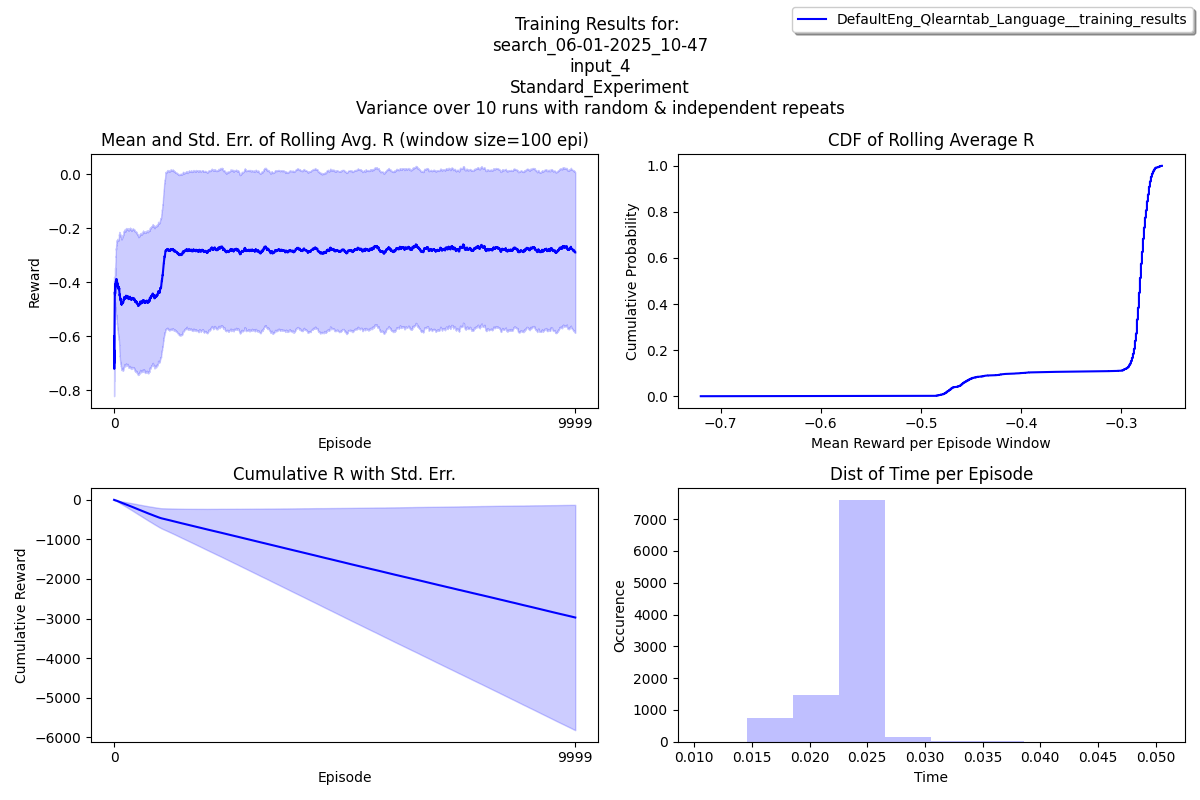 DefaultEng_Qlearntab_Language__training_results
Training Results for:
search_06-01-2025_10-47
input_4
Standard_Experiment
Variance over 10 runs with random & independent repeats
Mean and Std. Err. of Rolling Avg. R (window size=100 epi)
0.0
−0.2
−0.4
−0.6
−0.8
Reward
0
9999
Episode
CDF of Rolling Average R
1.0
0.8
0.6
0.4
0.2
0.0
Cumulative Probability
−0.7
−0.6
−0.5
−0.4
−0.3
Mean Reward per Episode Window
Cumulative R with Std. Err.
0
−1000
−2000
−3000
−4000
−5000
−6000
Cumulative Reward
0
9999
Episode
Dist of Time per Episode
7000
6000
5000
4000
3000
2000
1000
0
Occurence
0.010
0.015
0.020
0.025
0.030
0.035
0.040
0.045
0.050
Time